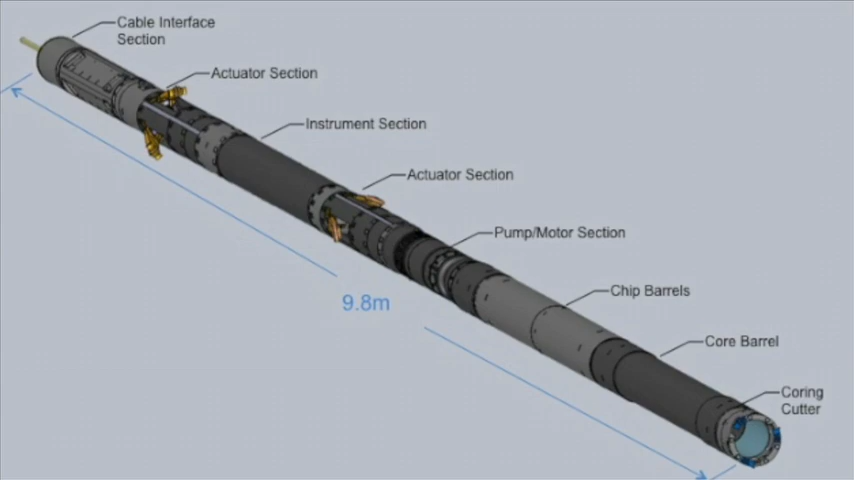 Cable Interface
Section
Actuator Section
Instrument Section
Actuator Section
Pump/Motor Section
9.8m
Chip Barrels
Core Barrel
Coring
Cutter